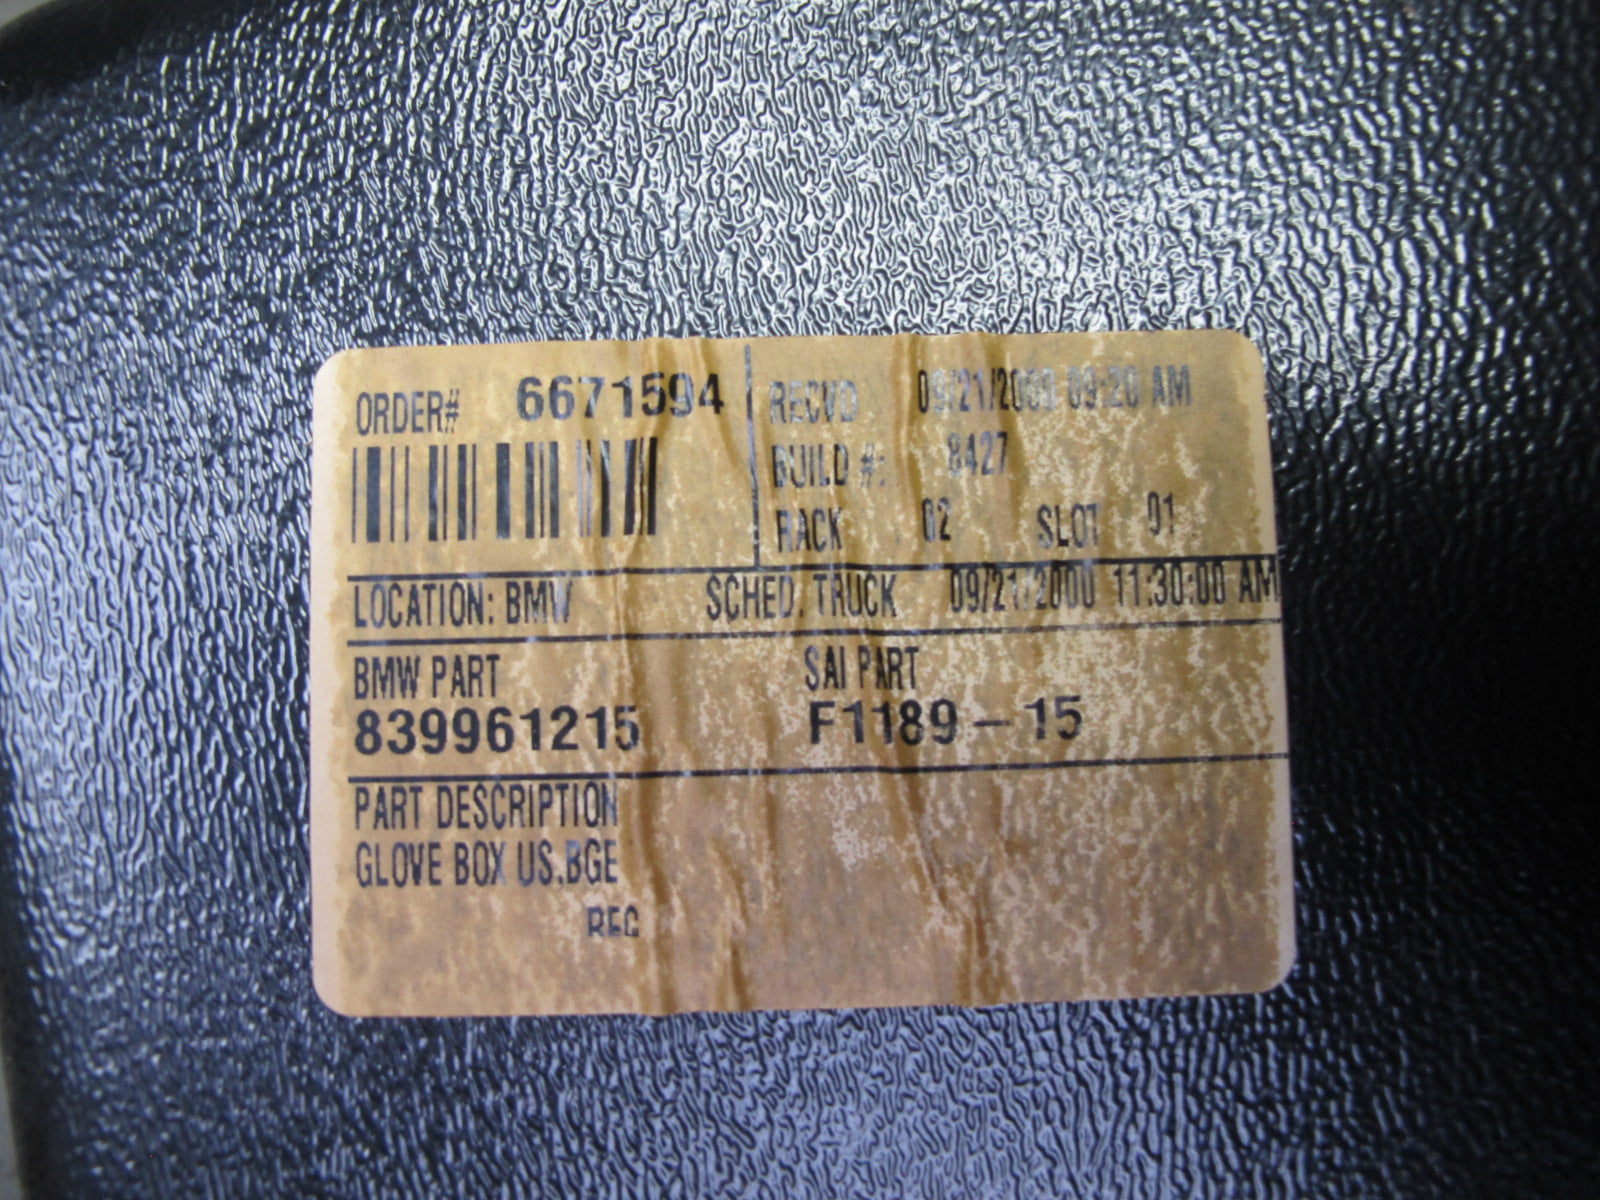 ORDER# 6671594
RECVD 09/21/2000 09:20 AM
BUILD #: 8427
RACK 02 SLOT 01
LOCATION: BMW SCHED. TRUCK 09/21/2000 11:30:00 AM
BMW PART SAI PART
839961215 F1189-15
PART DESCRIPTION
GLOVE BOX US.BGE